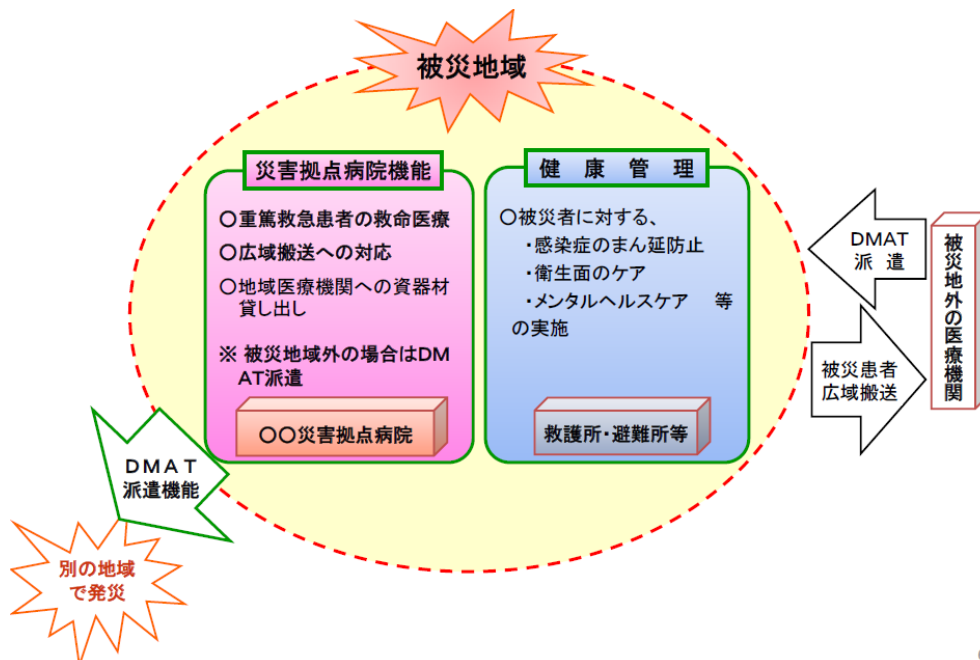 被災地域
災害拠点病院機能
○重篤救急患者の救命医療
○広域搬送への対応
○地域医療機関への資器材
貸し出し
※ 被災地域外の場合はDM
AT派遣
○○災害拠点病院
健 康 管 理
○被災者に対する、
・感染症のまん延防止
・衛生面のケア
・メンタルヘルスケア 等
の実施
救護所・避難所等
DMAT
派 遣
被災患者
広域搬送
被災地外の医療機関
DMAT
派遣機能
別の地域
で発災